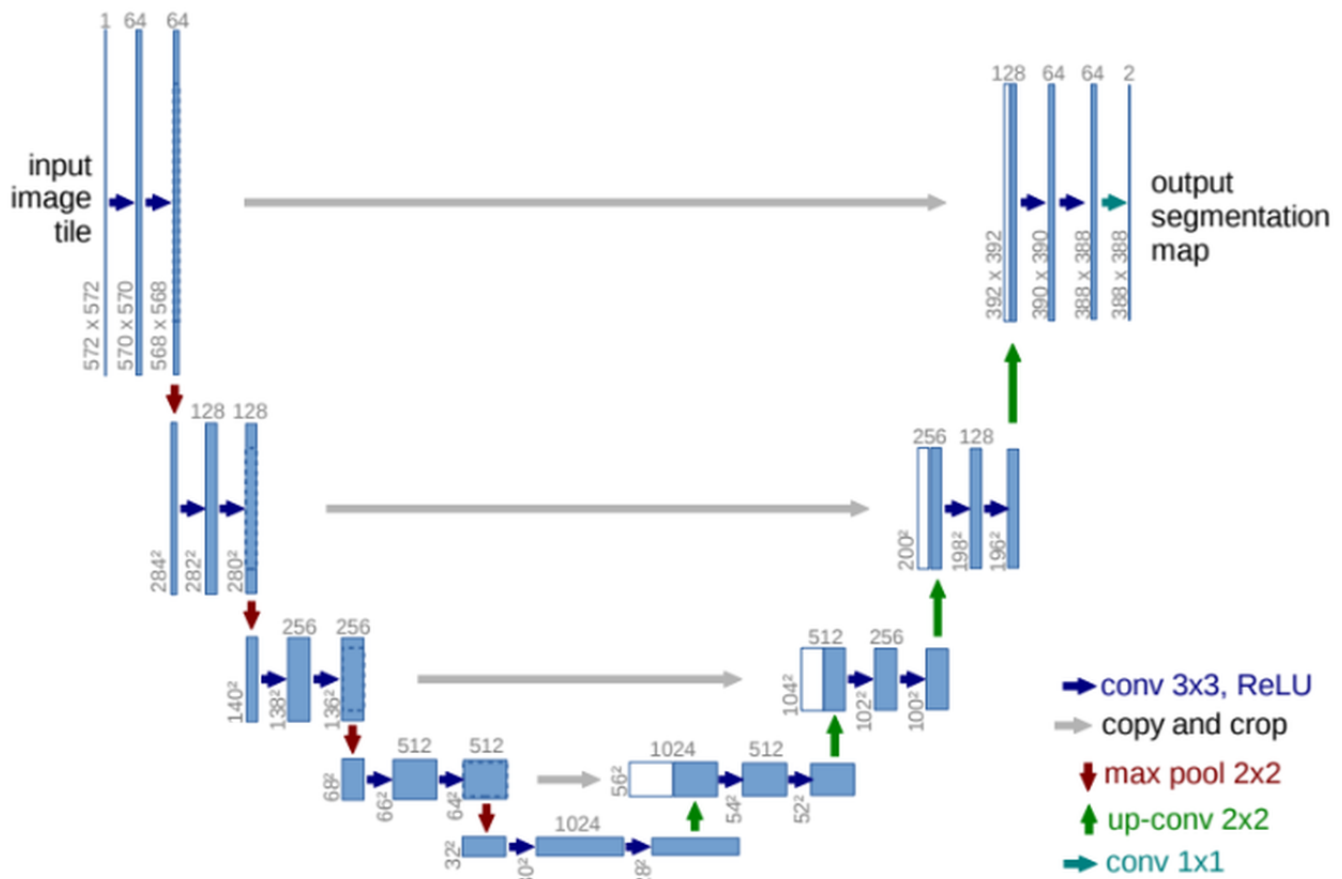 1 64 64
input
image
tile
572 x 572
570 x 570
568 x 568
128 64 64 2
output
segmentation
map
392 x 392
390 x 390
388 x 388
388 x 388
128 128
284²
282²
280²
256 128
200²
198²
196²
256 256
140²
138²
136²
512 256
104²
102²
100²
512 512
68²
66²
64²
1024 512
56²
54²
52²
1024
32²
conv 3x3, ReLU
copy and crop
max pool 2x2
up-conv 2x2
conv 1x1